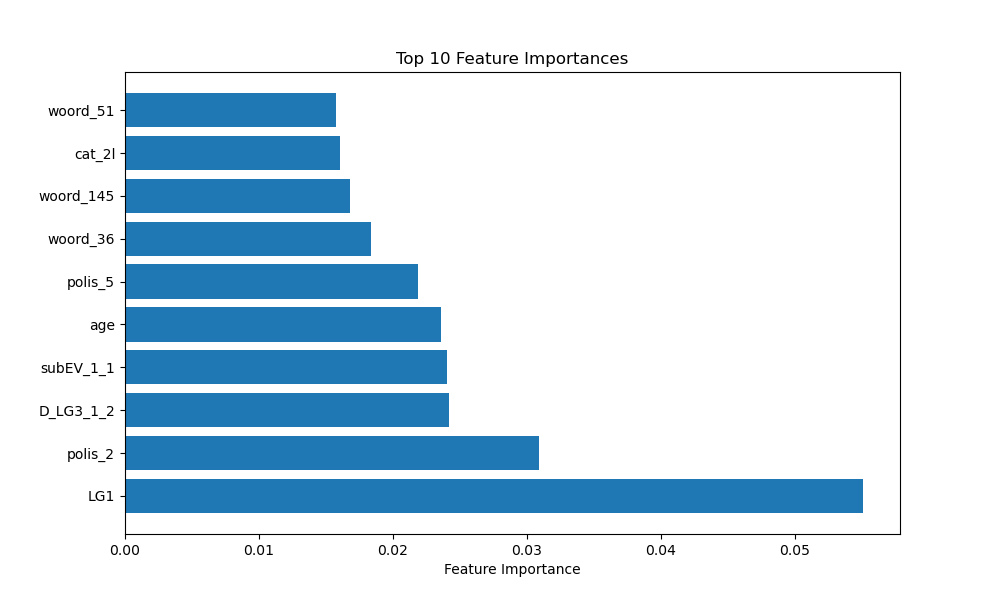 Top 10 Feature Importances
woord_51
cat_2l
woord_145
woord_36
polis_5
age
subEV_1_1
D_LG3_1_2
polis_2
LG1
0.00 0.01 0.02 0.03 0.04 0.05
Feature Importance